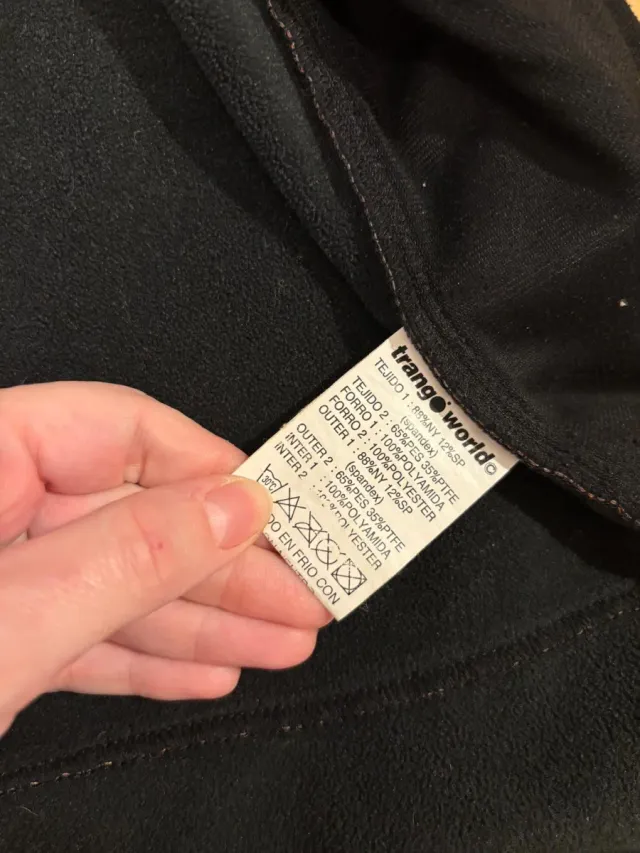 trangoworld©
TEJIDO 1 : 88%NY 12%SP
(spandex)
TEJIDO 2 : 65%PES 35%PTFE
FORRO 1 : 100%POLYAMIDA
FORRO 2 : 100%POLYESTER
OUTER 1 : 88%NY 12%SP
(spandex)
OUTER 2 : 65%PES 35%PTFE
INTER 1 : 100%POLYAMIDA
INTER 2 : 100%POLYESTER
30°C
DO EN FRIO CON